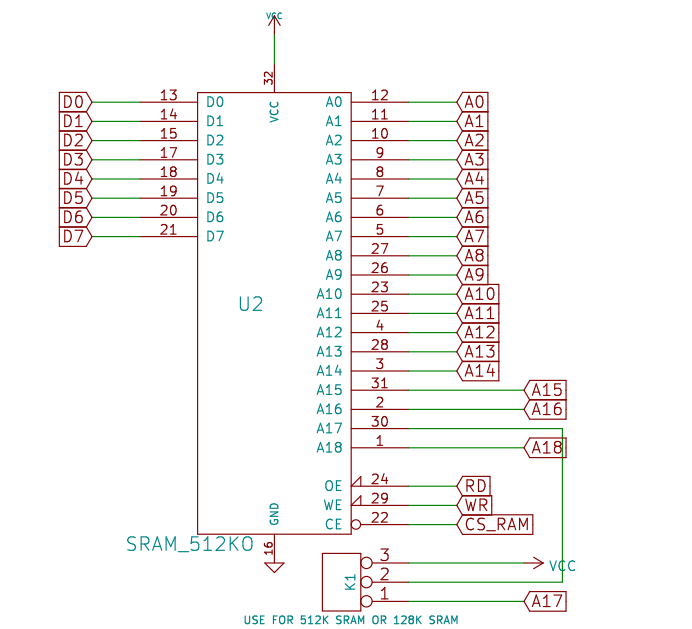 VCC
32
VCC
D0 13 D0 A0 12 A0
D1 14 D1 A1 11 A1
D2 15 D2 A2 10 A2
D3 17 D3 A3 9 A3
D4 18 D4 A4 8 A4
D5 19 D5 A5 7 A5
D6 20 D6 A6 6 A6
D7 21 D7 A7 5 A7
A8 27 A8
A9 26 A9
A10 23 A10
U2
A11 25 A11
A12 4 A12
A13 28 A13
A14 3 A14
A15 31 A15
A16 2 A16
A17 30
A18 1 A18
OE 24 RD
WE 29 WR
GND
CE 22 CS_RAM
SRAM_512KO
16
3 VCC
K1 2
1 A17
USE FOR 512K SRAM OR 128K SRAM